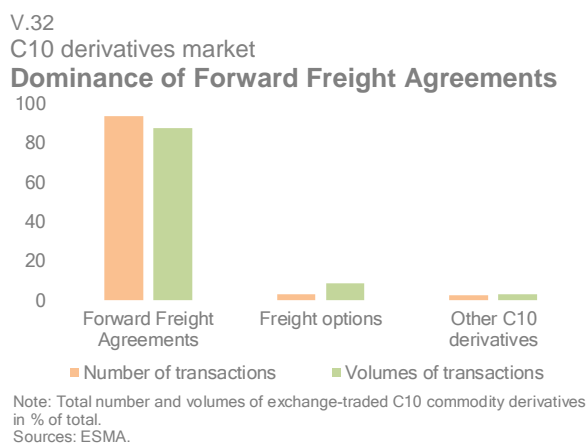 V.32
C10 derivatives market
Dominance of Forward Freight Agreements
100
80
60
40
20
0
Forward Freight
Agreements
Freight options
Other C10
derivatives
Number of transactions
Volumes of transactions
Note: Total number and volumes of exchange-traded C10 commodity derivatives
in % of total.
Sources: ESMA.